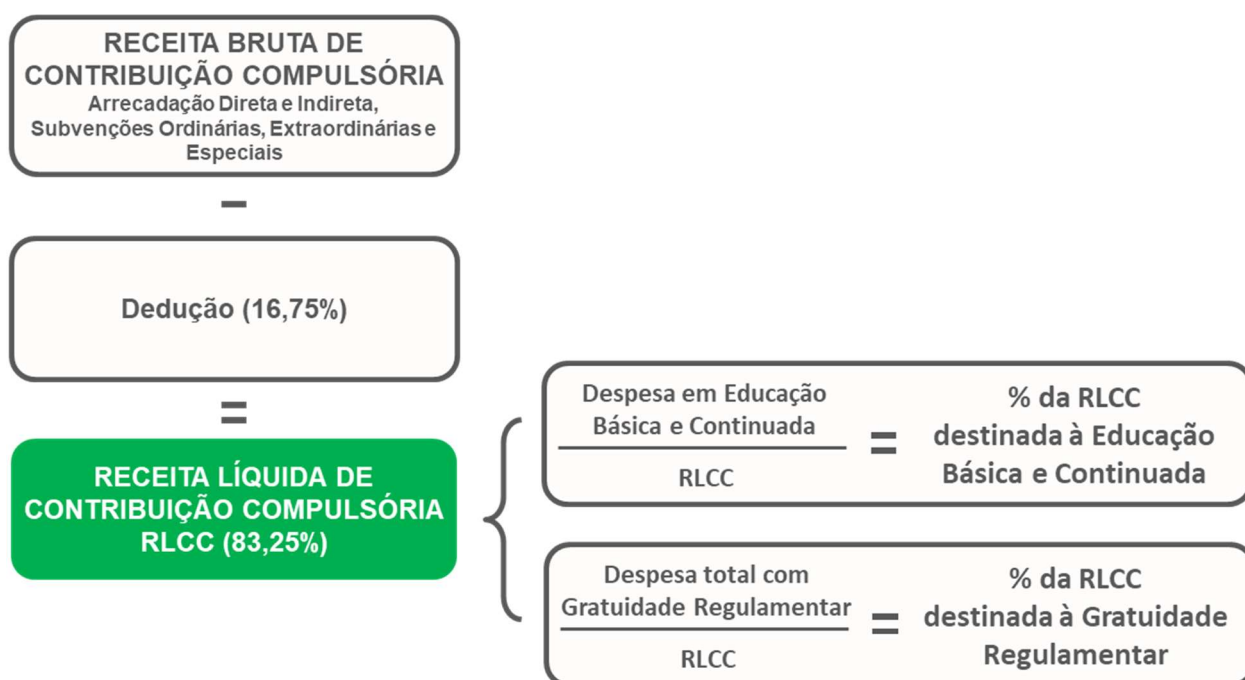 RECEITA BRUTA DE
CONTRIBUIÇÃO COMPULSÓRIA
Arrecadação Direta e Indireta,
Subvenções Ordinárias, Extraordinárias e
Especiais
–
Dedução (16,75%)
=
RECEITA LÍQUIDA DE
CONTRIBUIÇÃO COMPULSÓRIA
RLCC (83,25%)
Despesa em Educação
Básica e Continuada
RLCC
=
% da RLCC
destinada à Educação
Básica e Continuada
Despesa total com
Gratuidade Regulamentar
RLCC
=
% da RLCC
destinada à Gratuidade
Regulamentar